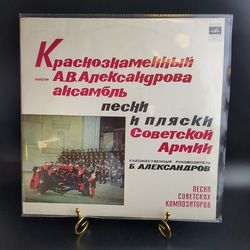 Краснознаменный
имени А.В.Александрова
ансамбль
песни
и пляски
Советской
Армии
ХУДОЖЕСТВЕННЫЙ РУКОВОДИТЕЛЬ
Б. АЛЕКСАНДРОВ
ПЕСНИ
СОВЕТСКИХ
КОМПОЗИТОРОВ